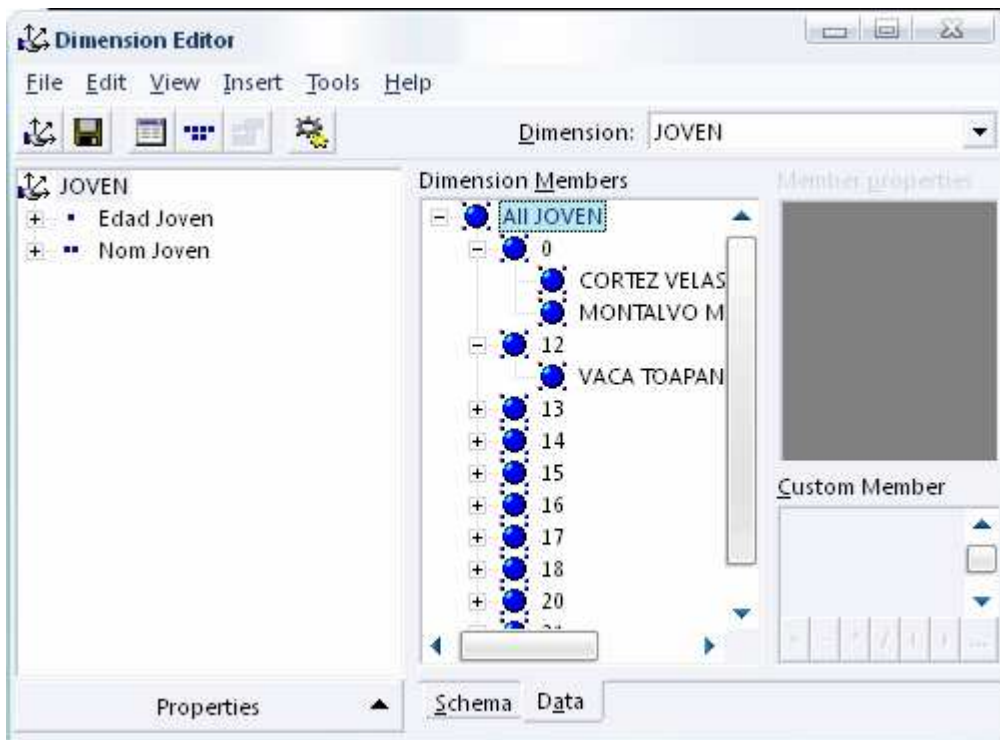 Dimension Editor
File Edit View Insert Tools Help
Dimension: JOVEN
JOVEN
Edad Joven
Nom Joven
Dimension Members
All JOVEN
0
CORTEZ VELAS
MONTALVO M
12
VACA TOAPAN
13
14
15
16
17
18
20
Member properties
Custom Member
+ - * / ( ) ...
Properties
Schema Data